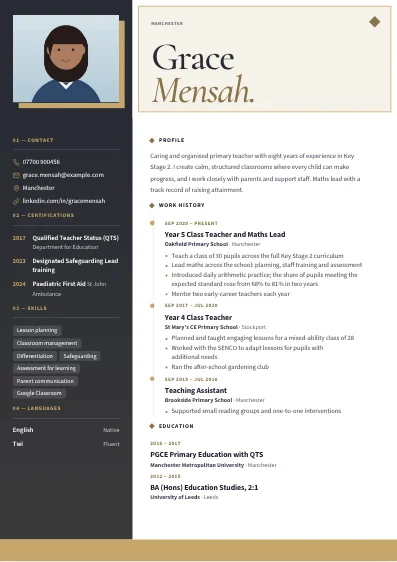 MANCHESTER
Grace
Mensah.
01 — CONTACT
07700 900456
grace.mensah@example.com
Manchester
linkedin.com/in/gracemensah
02 — CERTIFICATIONS
2017 Qualified Teacher Status (QTS)
Department for Education
2023 Designated Safeguarding Lead
training
2024 Paediatric First Aid St John
Ambulance
03 — SKILLS
Lesson planning
Classroom management
Differentiation Safeguarding
Assessment for learning
Parent communication
Google Classroom
04 — LANGUAGES
English Native
Twi Fluent
PROFILE
Caring and organised primary teacher with eight years of experience in Key
Stage 2. I create calm, structured classrooms where every child can make
progress, and I work closely with parents and support staff. Maths lead with a
track record of raising attainment.
WORK HISTORY
SEP 2020 – PRESENT
Year 5 Class Teacher and Maths Lead
Oakfield Primary School · Manchester
• Teach a class of 30 pupils across the full Key Stage 2 curriculum
• Lead maths across the school: planning, staff training and assessment
• Introduced daily arithmetic practice; the share of pupils meeting the
expected standard rose from 68% to 81% in two years
• Mentor two early-career teachers each year
SEP 2017 – JUL 2020
Year 4 Class Teacher
St Mary's CE Primary School · Stockport
• Planned and taught engaging lessons for a mixed-ability class of 28
• Worked with the SENCO to adapt lessons for pupils with
additional needs
• Ran the after-school gardening club
SEP 2015 – JUL 2016
Teaching Assistant
Brookside Primary School · Manchester
• Supported small reading groups and one-to-one interventions
EDUCATION
2016 – 2017
PGCE Primary Education with QTS
Manchester Metropolitan University · Manchester
2012 – 2015
BA (Hons) Education Studies, 2:1
University of Leeds · Leeds